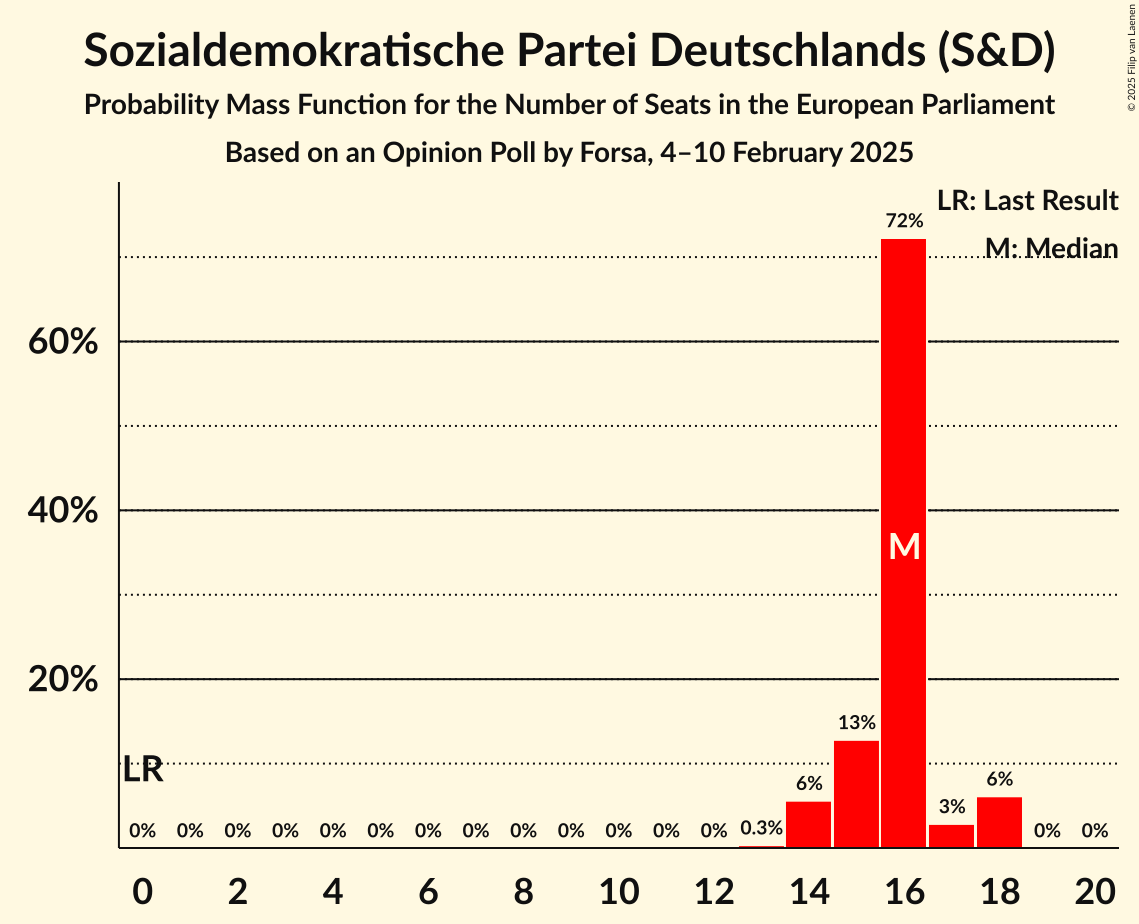 Sozialdemokratische Partei Deutschlands (S&D)
Probability Mass Function for the Number of Seats in the European Parliament
Based on an Opinion Poll by Forsa, 4–10 February 2025
© 2025 Filip van Laenen
LR: Last Result
M: Median
72%
60%
40%
M
20%
13%
LR
6%
6%
3%
0% 0% 0% 0% 0% 0% 0% 0% 0% 0% 0% 0% 0% 0.3% 0% 0%
0 2 4 6 8 10 12 14 16 18 20